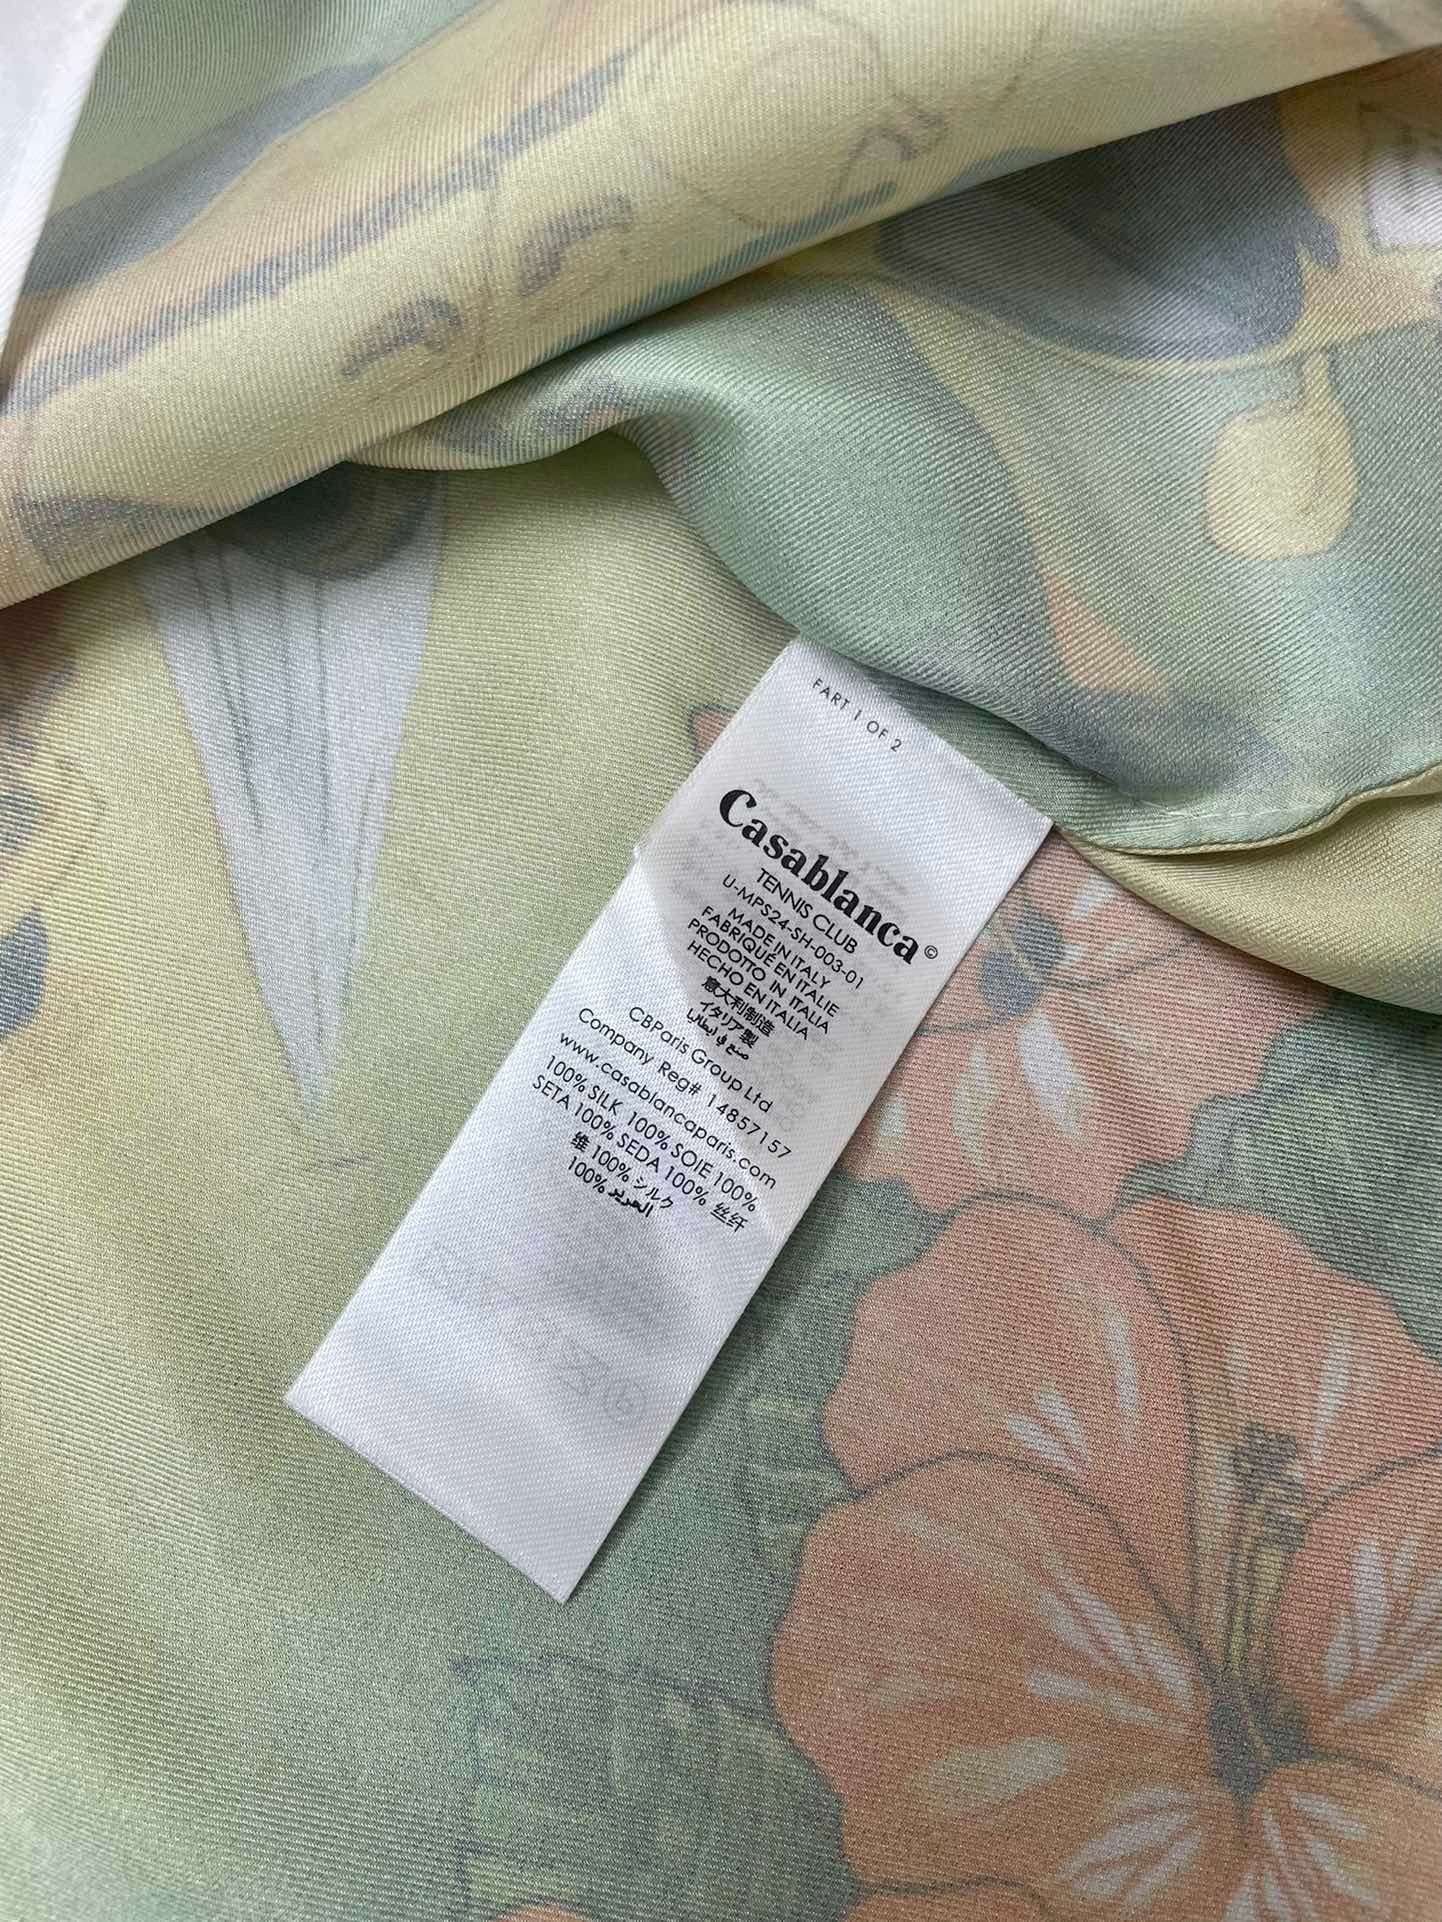 FART 1 OF 2
Casablanca©
TENNIS CLUB
U-MPS24-SH-003-01
MADE IN ITALY
FABRIQUÉ EN ITALIE
PRODOTTO IN ITALIA
HECHO EN ITALIA
意大利制造
イタリア製
صنع في ايطاليا
CBParis Group Ltd
Company Reg# 14857157
www.casablancaparis.com
100% SILK 100% SOIE 100%
SETA 100% SEDA 100% 丝纤
维 100% シルク
100% الحرير